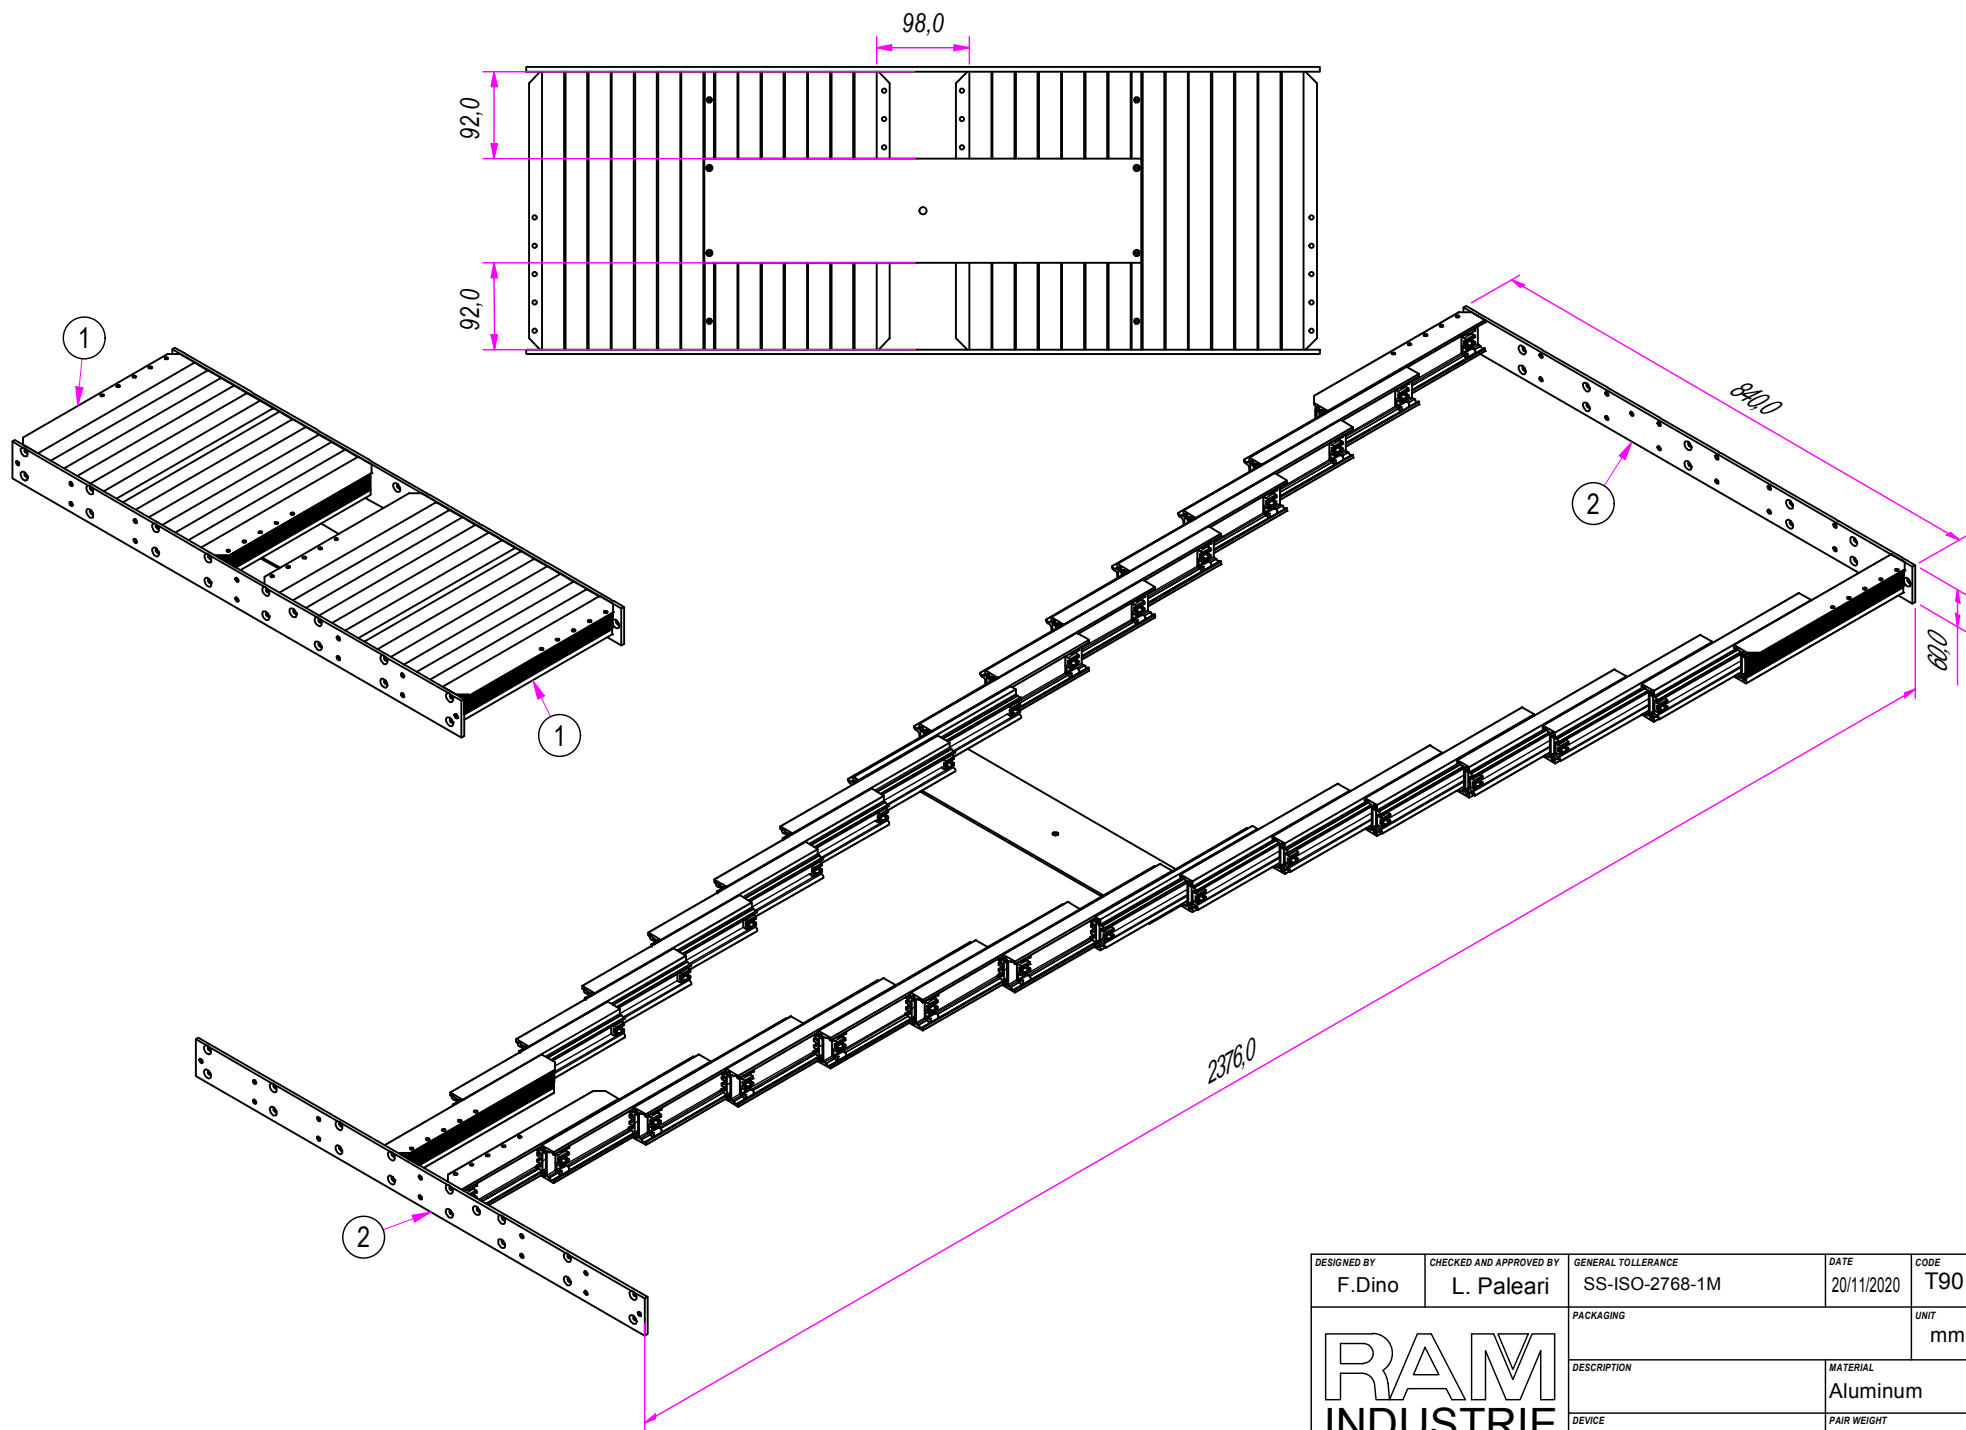 98,0
92,0
92,0
1
1
840,0
2
60,0
2376,0
2
DESIGNED BY
F.Dino
CHECKED AND APPROVED BY
L. Paleari
GENERAL TOLLERANCE
SS-ISO-2768-1M
DATE
20/11/2020
CODE
T90
PACKAGING
UNIT
mm
RAM
INDUSTRIE
DESCRIPTION
MATERIAL
Aluminum
DEVICE
PAIR WEIGHT